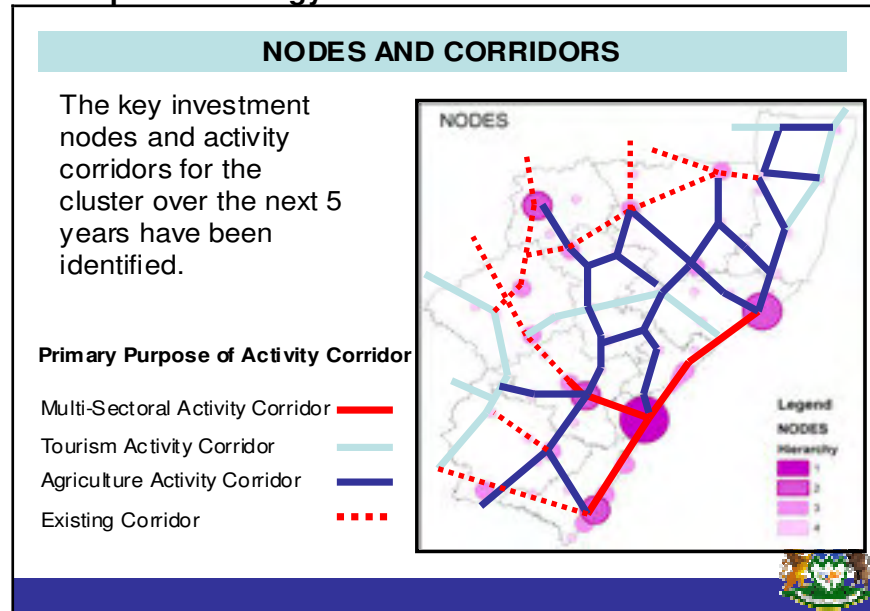 NODES AND CORRIDORS
The key investment
nodes and activity
corridors for the
cluster over the next 5
years have been
identified.
Primary Purpose of Activity Corridor
Multi-Sectoral Activity Corridor
Tourism Activity Corridor
Agriculture Activity Corridor
Existing Corridor
NODES
Legend
NODES
Hierarchy
1
2
3
4